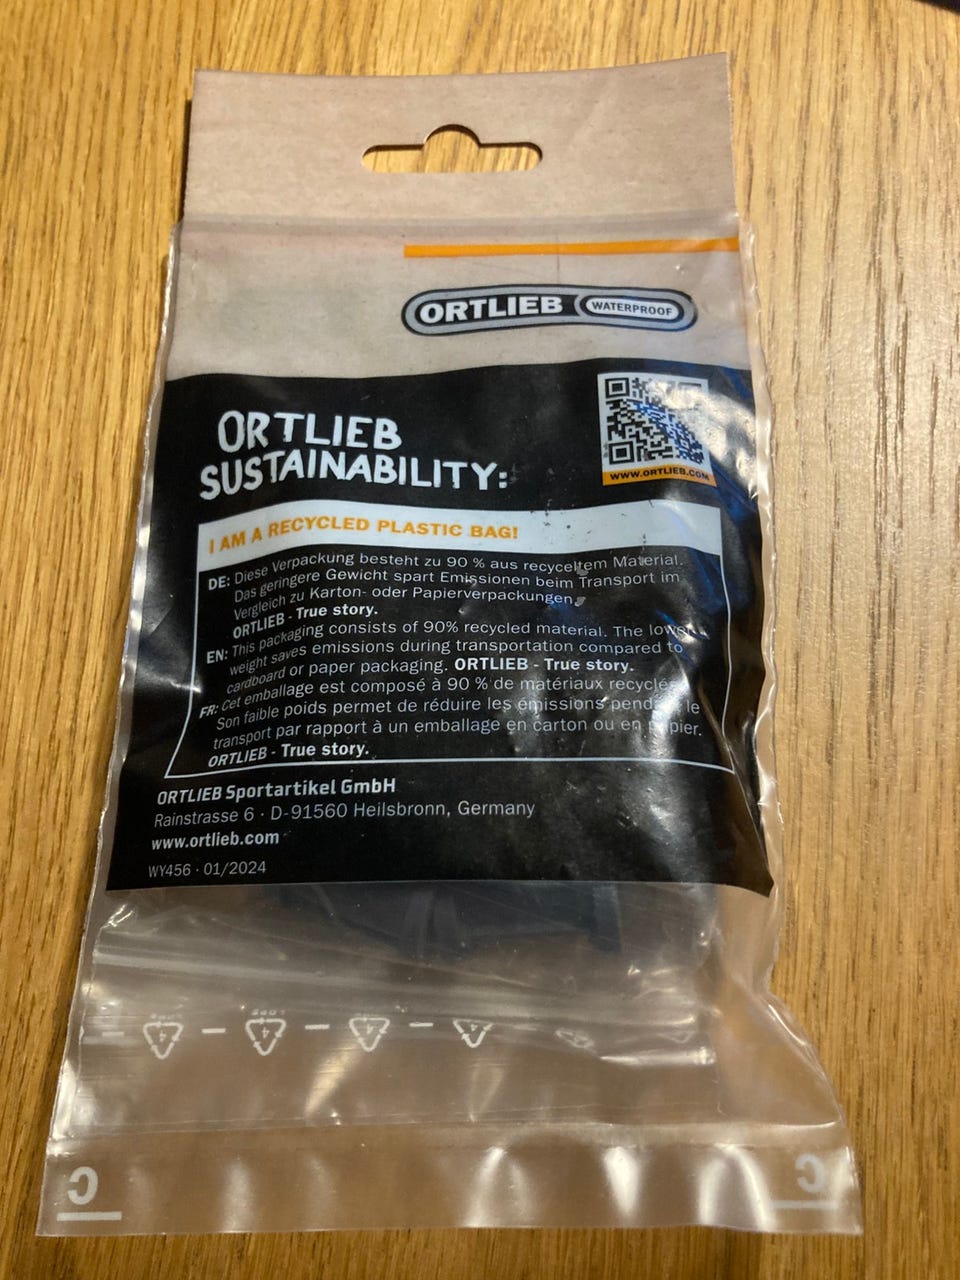 ORTLIEB WATERPROOF
ORTLIEB
SUSTAINABILITY:
WWW.ORTLIEB.COM
I AM A RECYCLED PLASTIC BAG!
DE: Diese Verpackung besteht zu 90 % aus recyceltem Material.
Das geringere Gewicht spart Emissionen beim Transport im
Vergleich zu Karton- oder Papierverpackungen.
ORTLIEB - True story.
EN: This packaging consists of 90% recycled material. The lower
weight saves emissions during transportation compared to
cardboard or paper packaging. ORTLIEB - True story.
FR: Cet emballage est composé à 90 % de matériaux recyclés
Son faible poids permet de réduire les émissions pendant le
transport par rapport à un emballage en carton ou en papier.
ORTLIEB - True story.
ORTLIEB Sportartikel GmbH
Rainstrasse 6 · D-91560 Heilsbronn, Germany
www.ortlieb.com
WY456 · 01/2024
4 4 4 4
C C